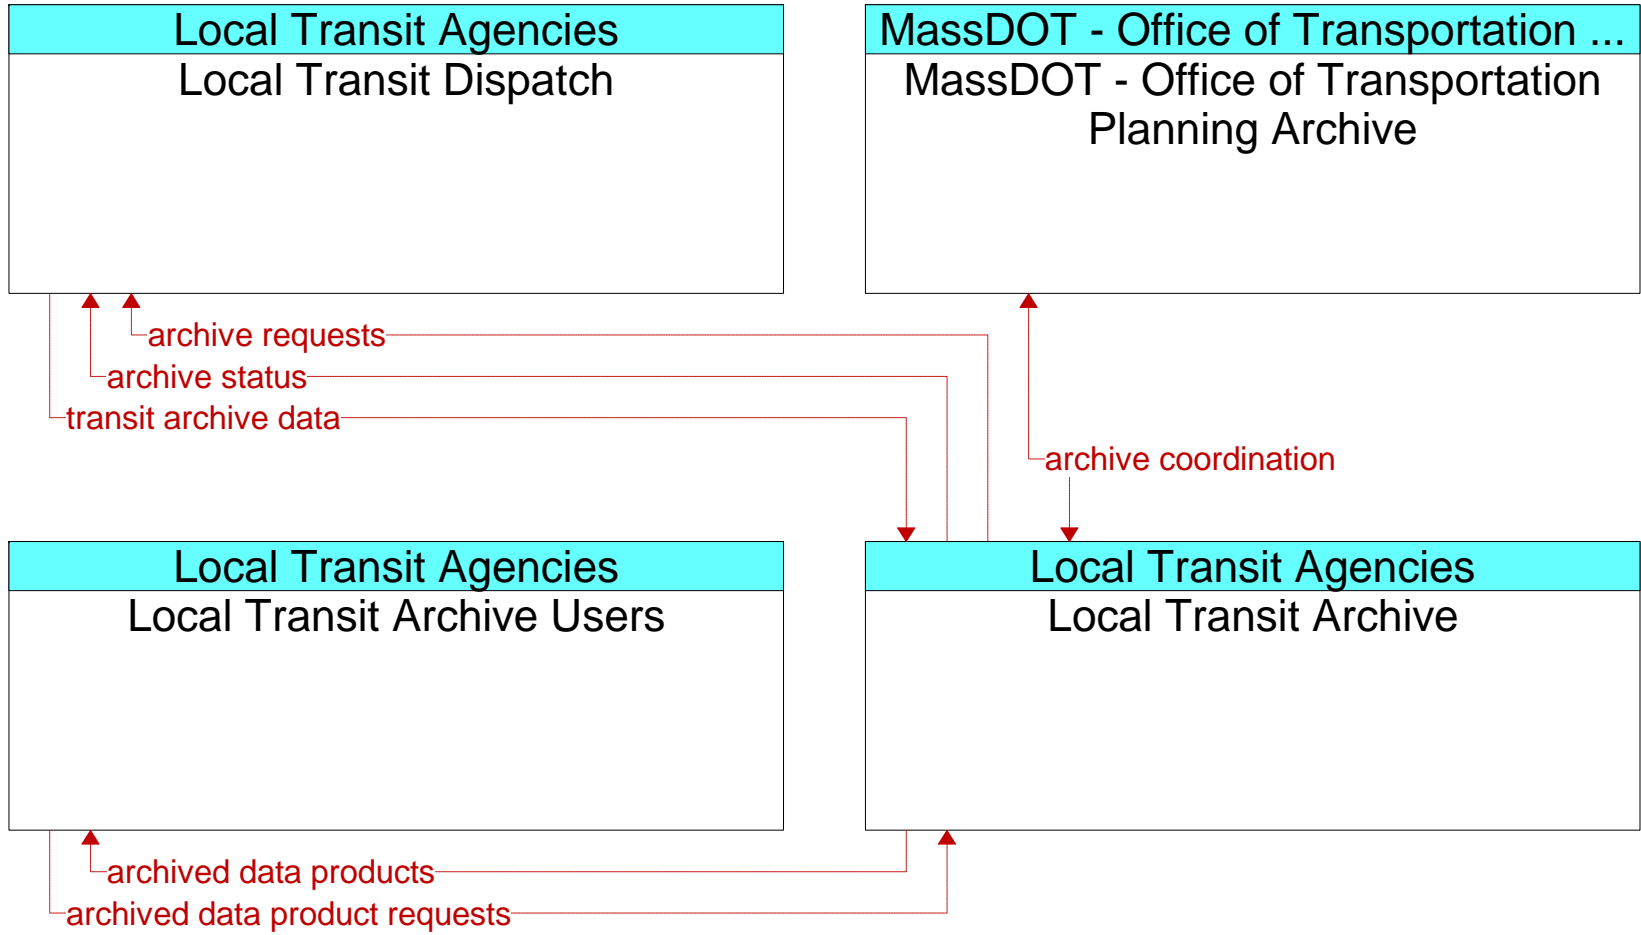 Local Transit Agencies
Local Transit Dispatch
MassDOT - Office of Transportation ...
MassDOT - Office of Transportation
Planning Archive
archive requests
archive status
transit archive data
archive coordination
Local Transit Agencies
Local Transit Archive Users
Local Transit Agencies
Local Transit Archive
archived data products
archived data product requests